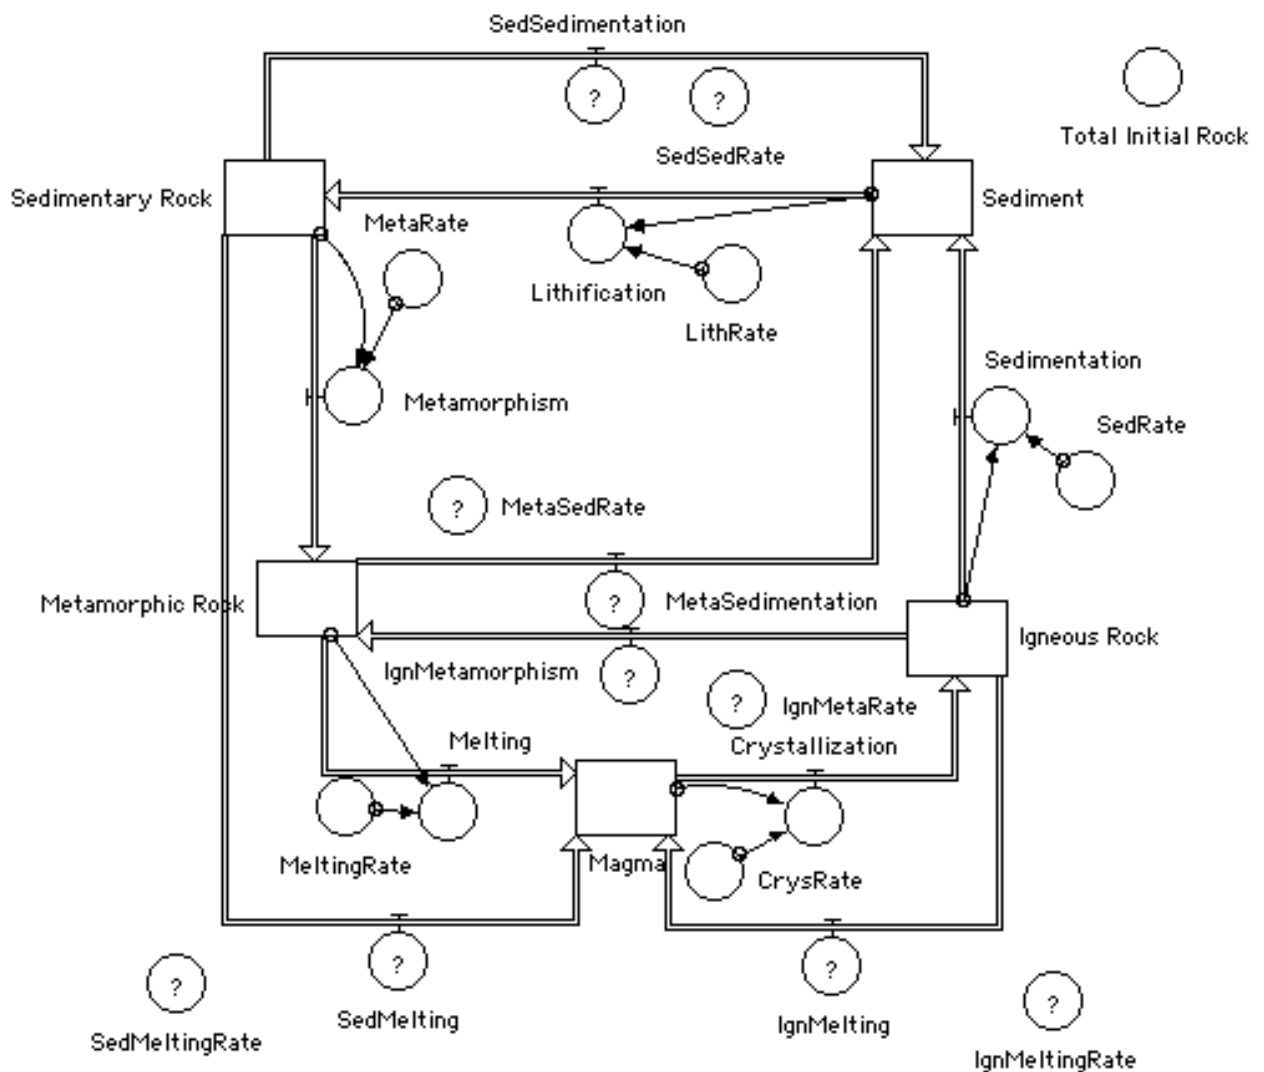 SedSedimentation
?
?
Total Initial Rock
SedSedRate
Sedimentary Rock
Sediment
MetaRate
Lithification
LithRate
Sedimentation
Metamorphism
SedRate
?
MetaSedRate
?
MetaSedimentation
Metamorphic Rock
Igneous Rock
IgnMetamorphism
?
?
IgnMetaRate
Melting
Crystallization
MeltingRate
Magma
CrysRate
?
?
?
?
SedMelting
IgnMelting
SedMeltingRate
IgnMeltingRate